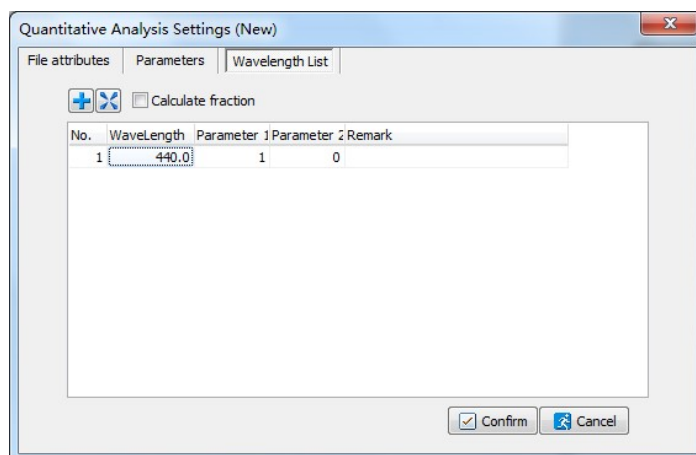 Quantitative Analysis Settings (New)
File attributes Parameters Wavelength List
Calculate fraction
No. WaveLength Parameter 1 Parameter 2 Remark
1 440.0 1 0
Confirm Cancel